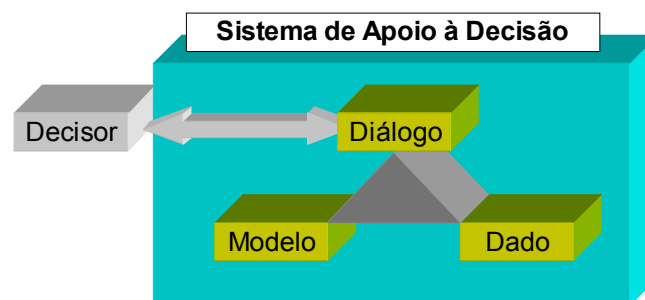 Sistema de Apoio à Decisão
Decisor
Diálogo
Modelo
Dado